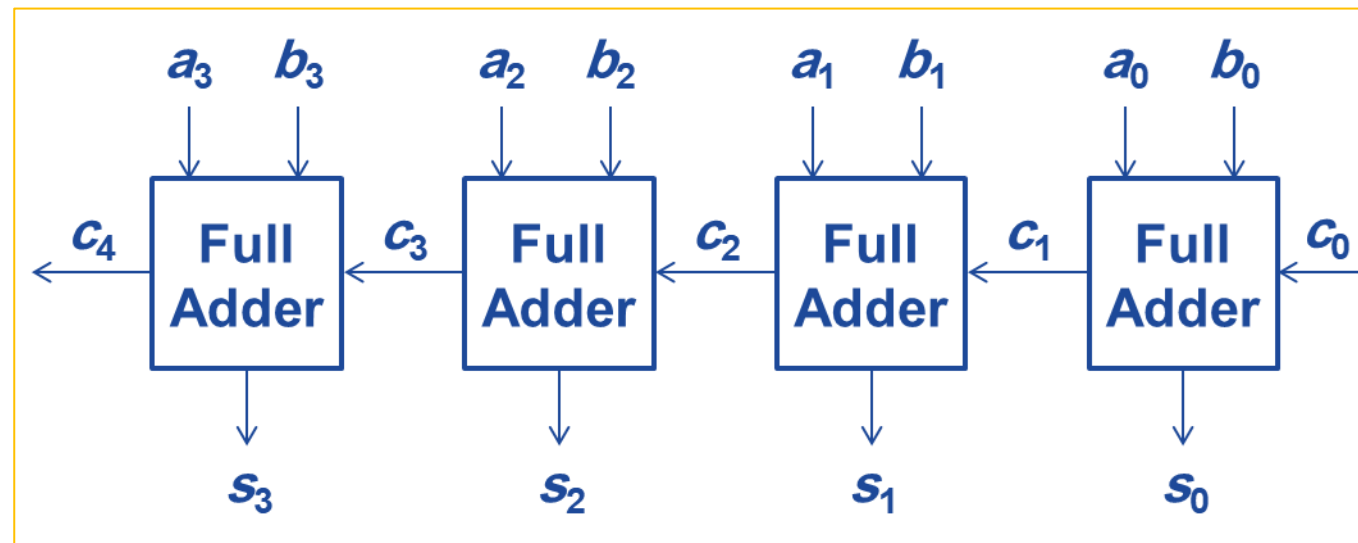 a₃ b₃ a₂ b₂ a₁ b₁ a₀ b₀
c₄ Full Adder c₃ Full Adder c₂ Full Adder c₁ Full Adder c₀
s₃ s₂ s₁ s₀